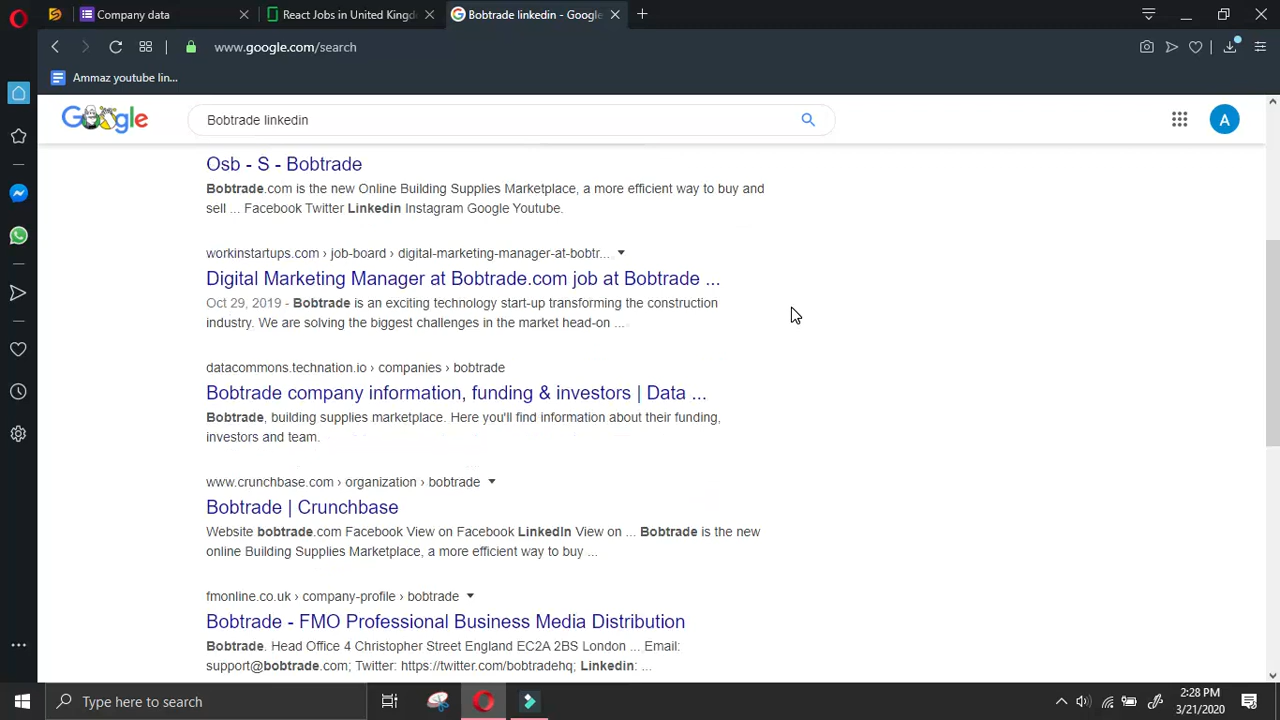 Company data
React Jobs in United Kingd
Bobtrade linkedin - Google
www.google.com/search
Ammaz youtube lin...
Google
Bobtrade linkedin
A
Osb - S - Bobtrade
Bobtrade.com is the new Online Building Supplies Marketplace, a more efficient way to buy and
sell ... Facebook Twitter Linkedin Instagram Google Youtube.
workinstartups.com › job-board › digital-marketing-manager-at-bobtr...
Digital Marketing Manager at Bobtrade.com job at Bobtrade ...
Oct 29, 2019 - Bobtrade is an exciting technology start-up transforming the construction
industry. We are solving the biggest challenges in the market head-on ...
datacommons.technation.io › companies › bobtrade
Bobtrade company information, funding & investors | Data ...
Bobtrade, building supplies marketplace. Here you'll find information about their funding,
investors and team.
www.crunchbase.com › organization › bobtrade
Bobtrade | Crunchbase
Website bobtrade.com Facebook View on Facebook LinkedIn View on ... Bobtrade is the new
online Building Supplies Marketplace, a more efficient way to buy ...
fmonline.co.uk › company-profile › bobtrade
Bobtrade - FMO Professional Business Media Distribution
Bobtrade. Head Office 4 Christopher Street England EC2A 2BS London ... Email:
support@bobtrade.com; Twitter: https://twitter.com/bobtradehq; Linkedin: ...
Type here to search
2:28 PM
3/21/2020